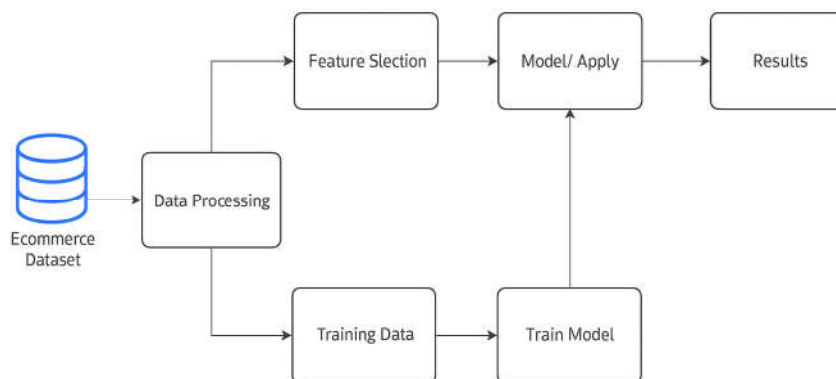 Feature Slection
Model/ Apply
Results
Data Processing
Ecommerce
Dataset
Training Data
Train Model